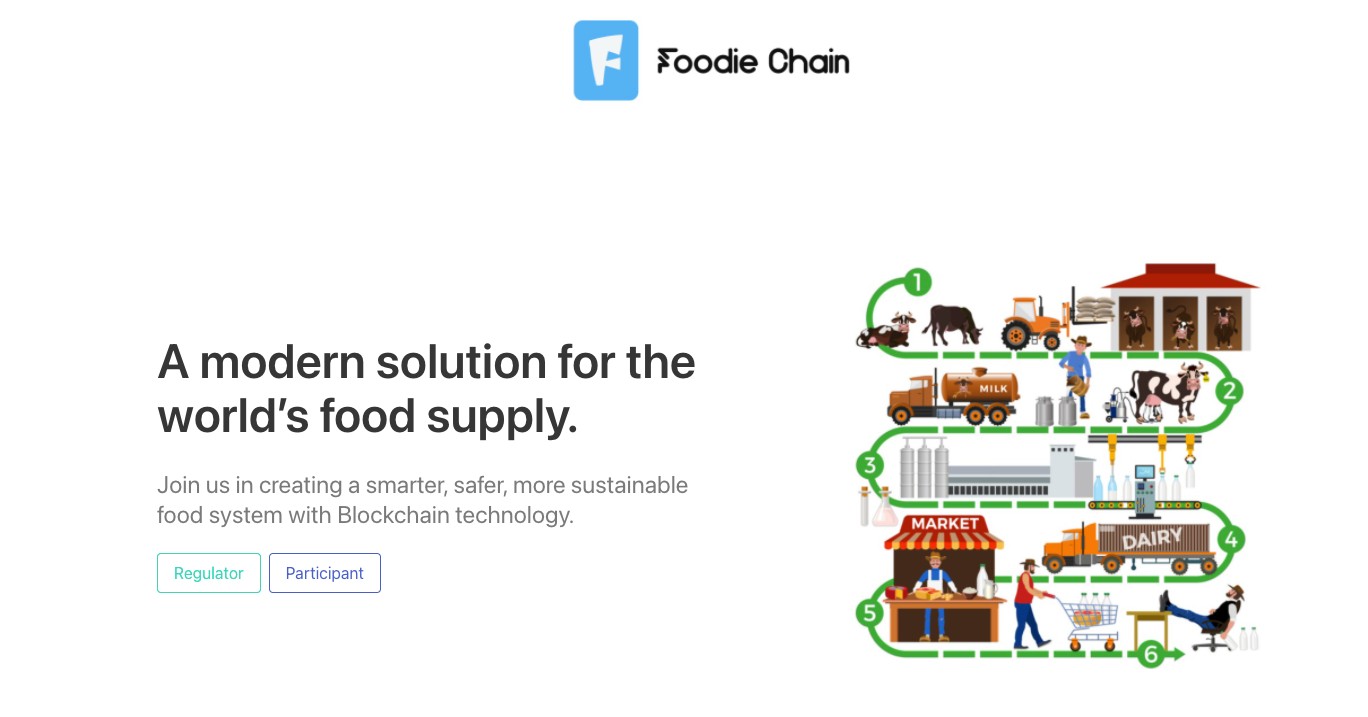 Foodie Chain
A modern solution for the
world’s food supply.
Join us in creating a smarter, safer, more sustainable
food system with Blockchain technology.
Regulator
Participant
1
MILK
2
3
MARKET
DAIRY
4
5
6